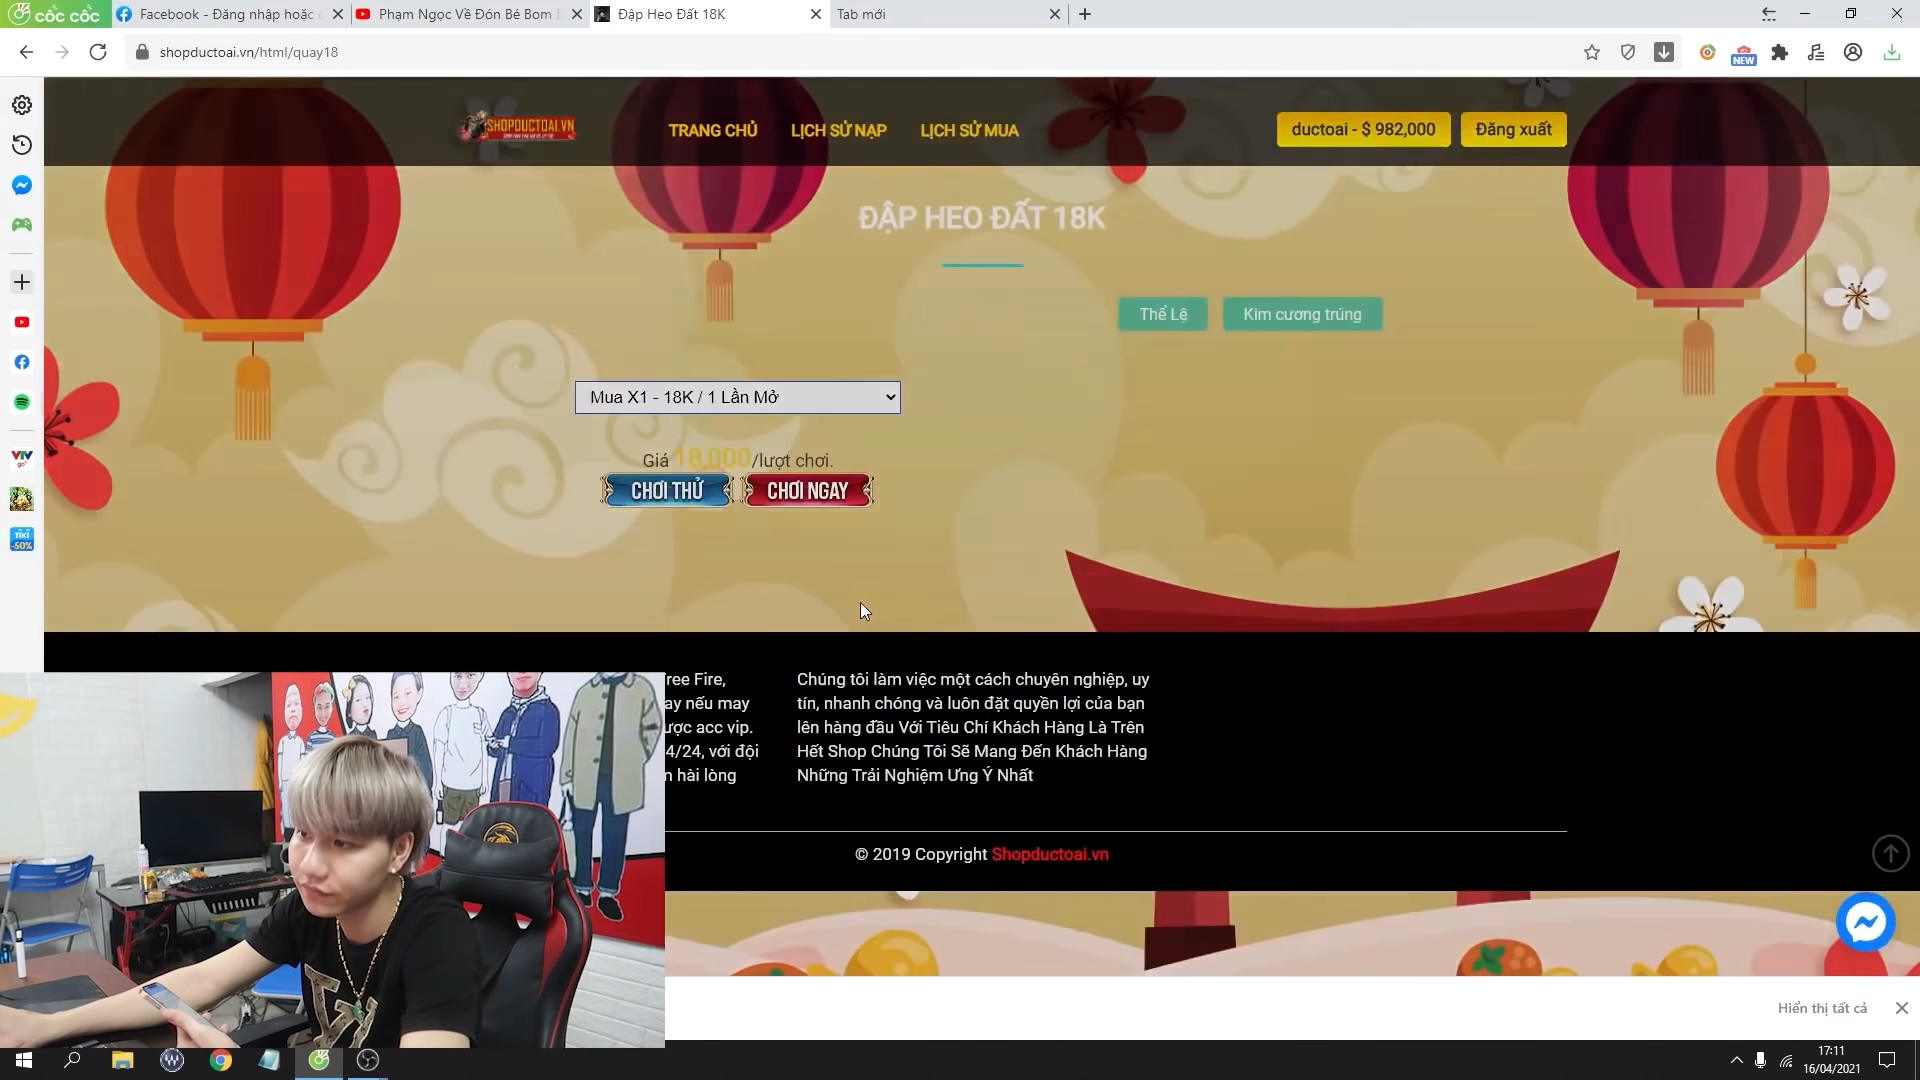 cốc cốc
Facebook - Đăng nhập hoặc
Phạm Ngọc Về Đón Bé Bom
Đập Heo Đất 18K
Tab mới
shopductoai.vn/html/quay18
NEW
SHOPDUCTOAI.VN
TRANG CHỦ
LỊCH SỬ NẠP
LỊCH SỬ MUA
ductoai - $ 982,000
Đăng xuất
ĐẬP HEO ĐẤT 18K
Thể Lệ
Kim cương trúng
Mua X1 - 18K / 1 Lần Mở
Giá 18,000/lượt chơi.
CHƠI THỬ
CHƠI NGAY
VTV
go
TIKI
-50%
ree Fire,
ay nếu may
ược acc vip.
4/24, với đội
hài lòng
Chúng tôi làm việc một cách chuyên nghiệp, uy
tín, nhanh chóng và luôn đặt quyền lợi của bạn
lên hàng đầu Với Tiêu Chí Khách Hàng Là Trên
Hết Shop Chúng Tôi Sẽ Mang Đến Khách Hàng
Những Trải Nghiệm Ưng Ý Nhất
© 2019 Copyright Shopductoai.vn
Hiển thị tất cả
17:11
16/04/2021